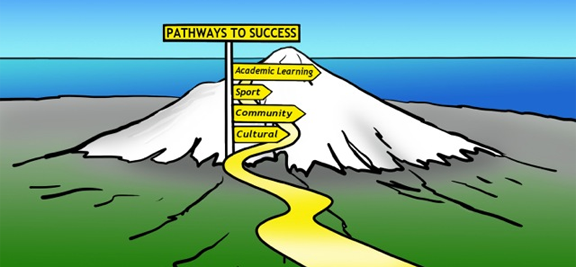 PATHWAYS TO SUCCESS
Academic Learning
Sport
Community
Cultural